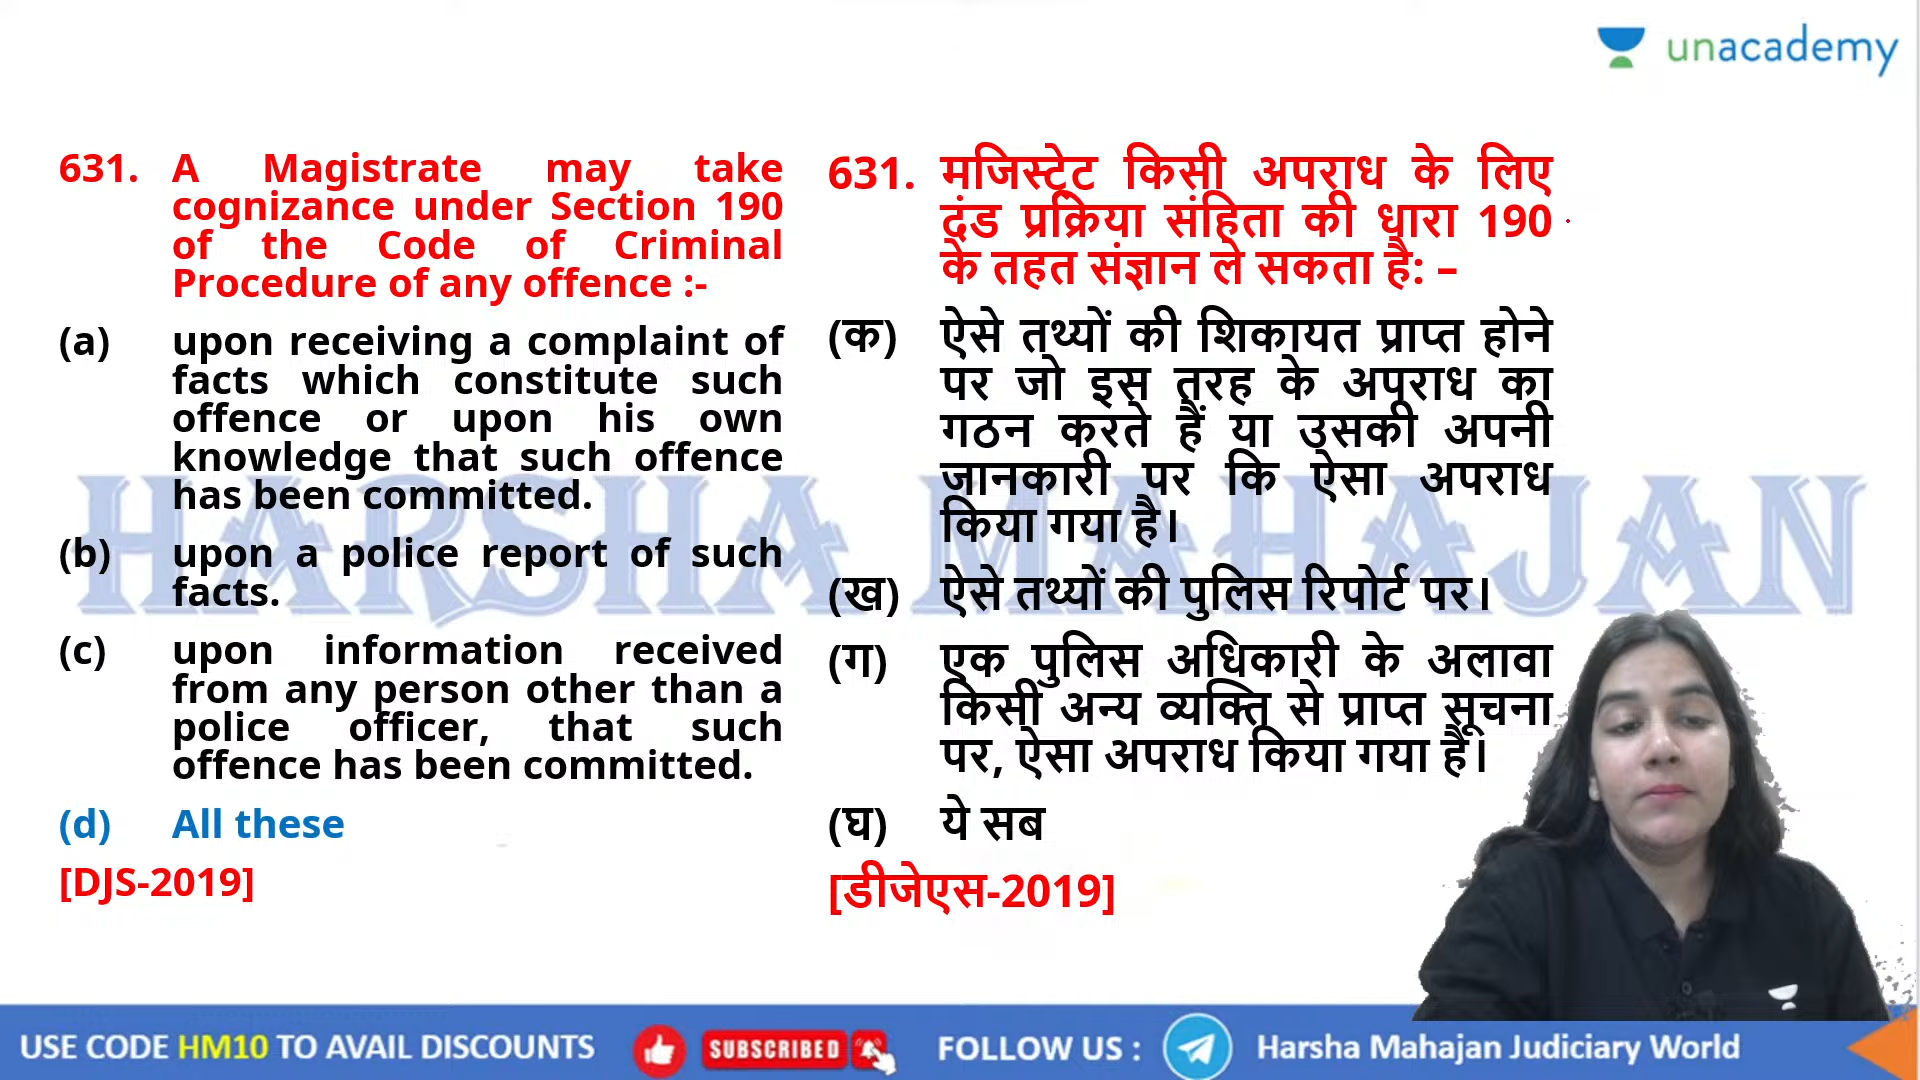 unacademy
631. A Magistrate may take
cognizance under Section 190
of the Code of Criminal
Procedure of any offence :-
(a) upon receiving a complaint of
facts which constitute such
offence or upon his own
knowledge that such offence
has been committed.
(b) upon a police report of such
facts.
(c) upon information received
from any person other than a
police officer, that such
offence has been committed.
(d) All these
[DJS-2019]
631. मजिस्ट्रेट किसी अपराध के लिए
दंड प्रक्रिया संहिता की धारा 190
के तहत संज्ञान ले सकता है: –
(क) ऐसे तथ्यों की शिकायत प्राप्त होने
पर जो इस तरह के अपराध का
गठन करते हैं या उसकी अपनी
जानकारी पर कि ऐसा अपराध
किया गया है।
(ख) ऐसे तथ्यों की पुलिस रिपोर्ट पर।
(ग) एक पुलिस अधिकारी के अलावा
किसी अन्य व्यक्ति से प्राप्त सूचना
पर, ऐसा अपराध किया गया है।
(घ) ये सब
[डीजेएस-2019]
HARSHA MAHAJAN
USE CODE HM10 TO AVAIL DISCOUNTS SUBSCRIBED FOLLOW US : Harsha Mahajan Judiciary World